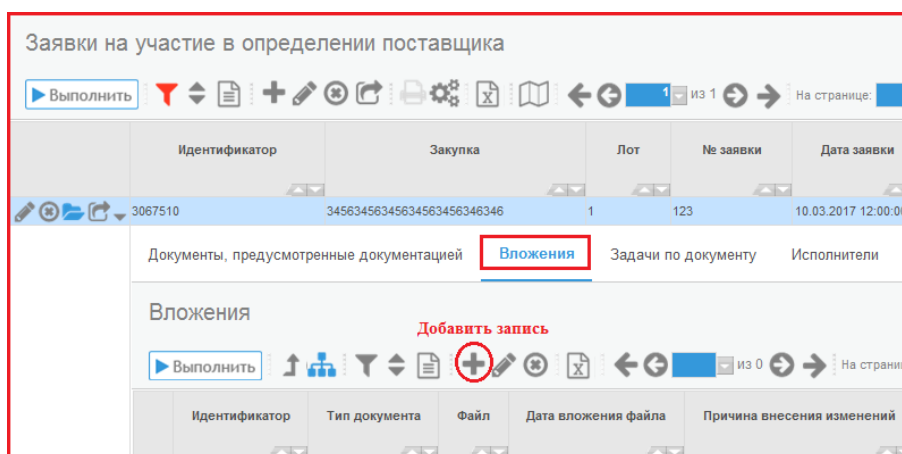 Заявки на участие в определении поставщика
Выполнить 1 из 1 На странице:
Идентификатор Закупка Лот № заявки Дата заявки
3067510 34563456345634563456346346 1 123 10.03.2017 12:00:0
Документы, предусмотренные документацией Вложения Задачи по документу Исполнители
Вложения
Добавить запись
Выполнить из 0 На страни
Идентификатор Тип документа Файл Дата вложения файла Причина внесения изменений